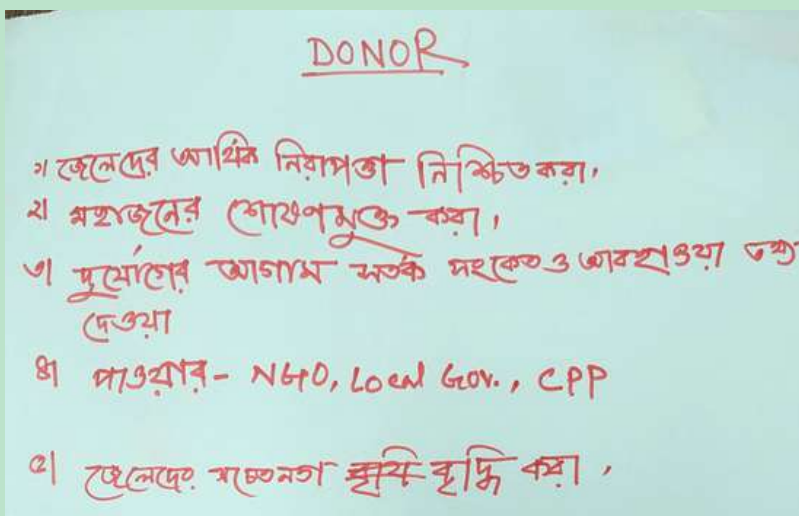 DONOR
১। জেলেদের আর্থিক নিরাপত্তা নিশ্চিত করা,
২। মহাজনের শোষণমুক্ত করা,
৩। দুর্যোগের আগাম সতর্ক সংকেত ও আবহাওয়া তথ্য
দেওয়া
৪। পাওয়ার- NGO, Local Gov., CPP
৫। জেলেদের সচেতনতা বৃদ্ধি করা,